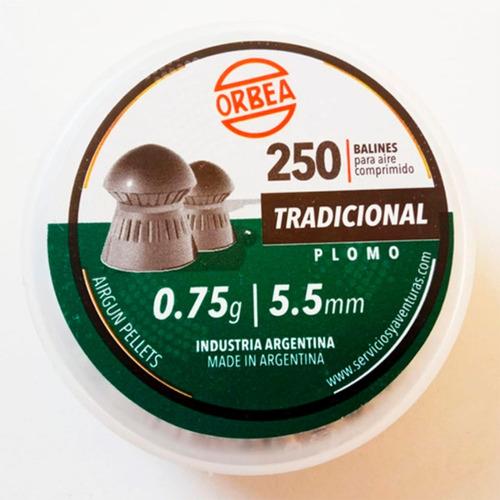 ORBEA
250
BALINES
para aire
comprimido
TRADICIONAL
PLOMO
0.75g | 5.5mm
INDUSTRIA ARGENTINA
MADE IN ARGENTINA
AIRGUN PELLETS
www.serviciosyaventuras.com